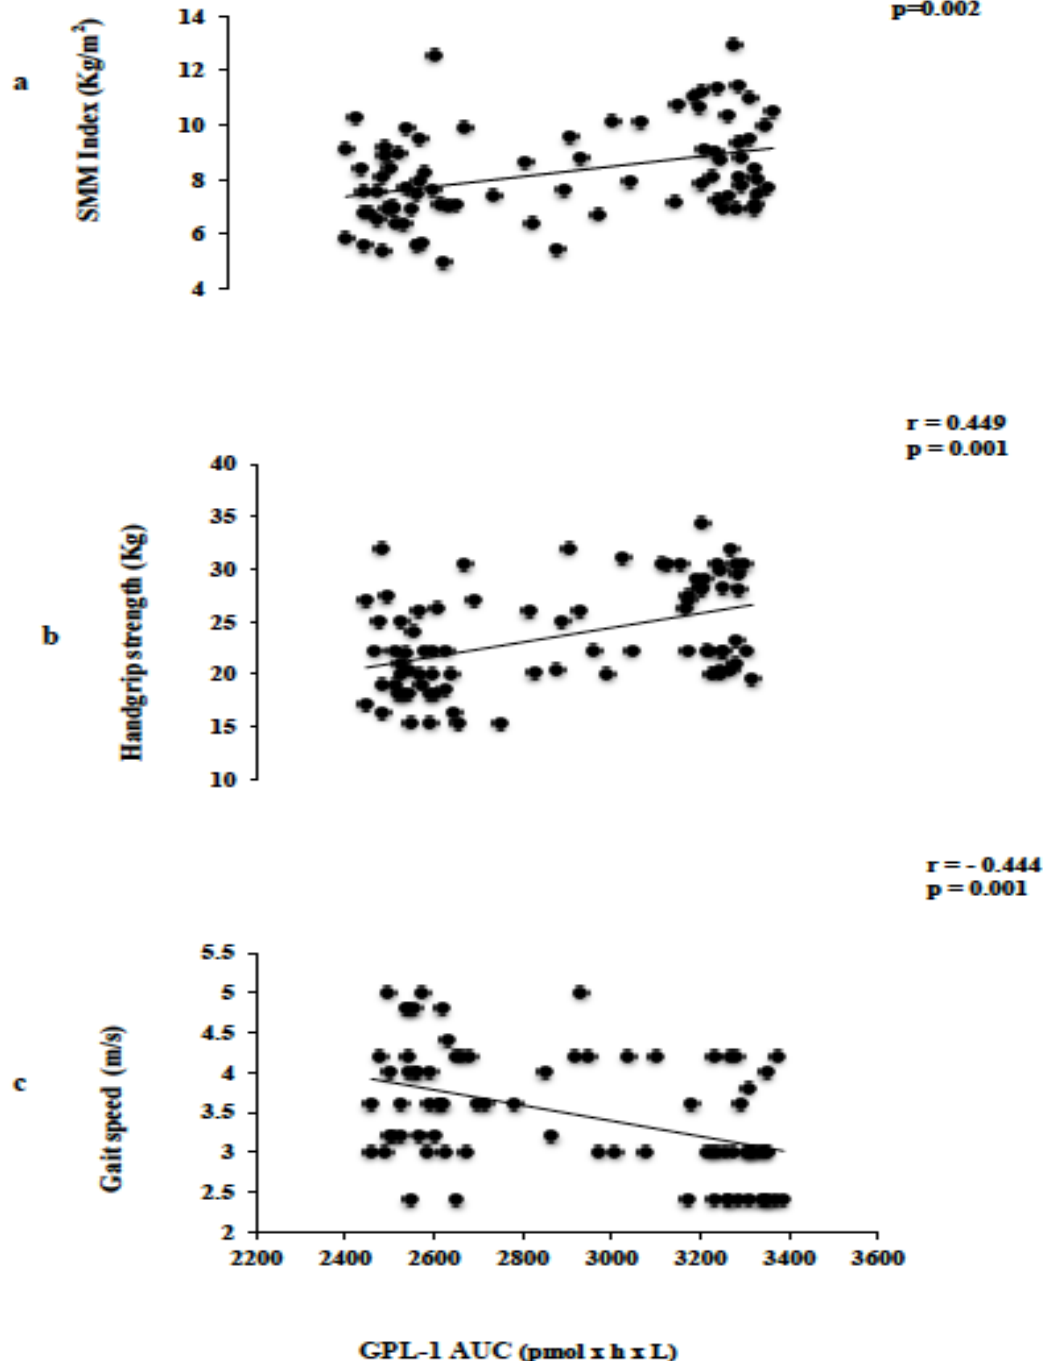 p=0.002
a
SMM Index (Kg/m²)
14
12
10
8
6
4
r = 0.449
p = 0.001
b
Handgrip strength (Kg)
40
35
30
25
20
15
10
r = - 0.444
p = 0.001
c
Gait speed (m/s)
5.5
5
4.5
4
3.5
3
2.5
2
2200 2400 2600 2800 3000 3200 3400 3600
GPL-1 AUC (pmol x h x L)